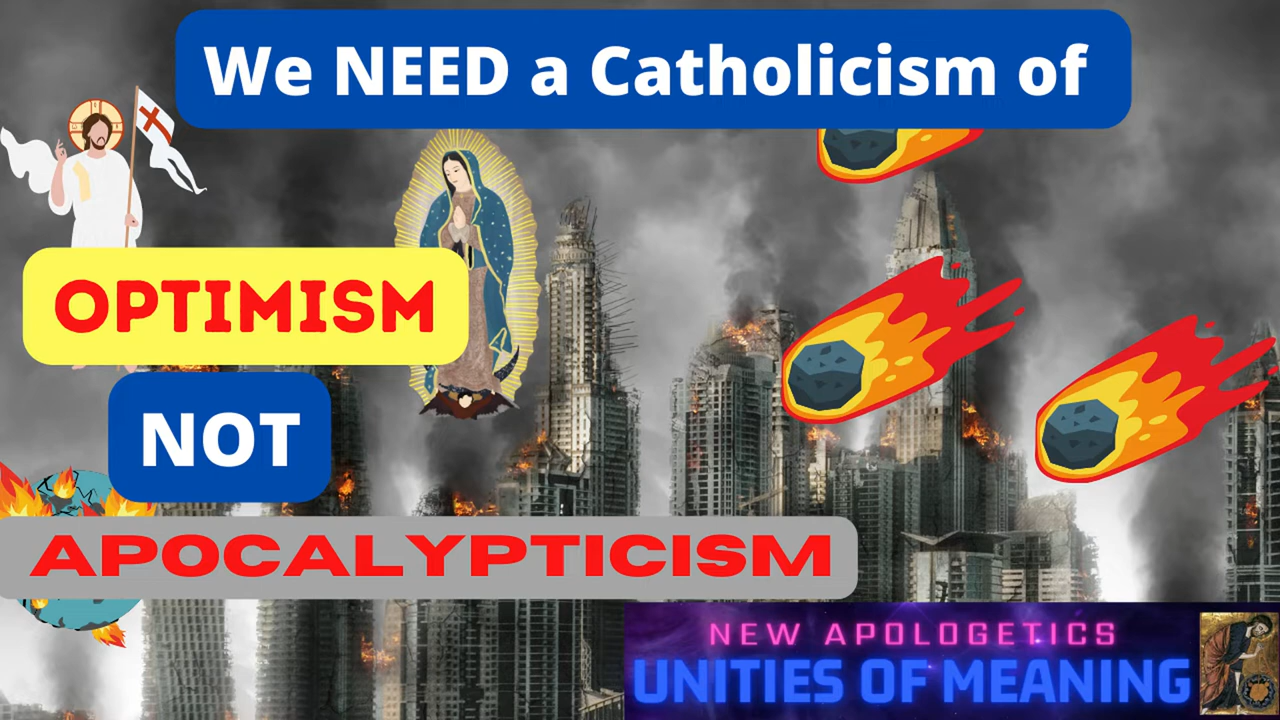 We NEED a Catholicism of
OPTIMISM
NOT
APOCALYPTICISM
NEW APOLOGETICS
UNITIES OF MEANING